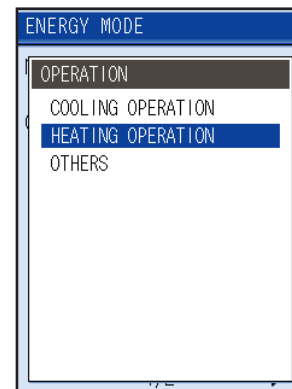 ENERGY MODE
OPERATION
COOLING OPERATION
HEATING OPERATION
OTHERS